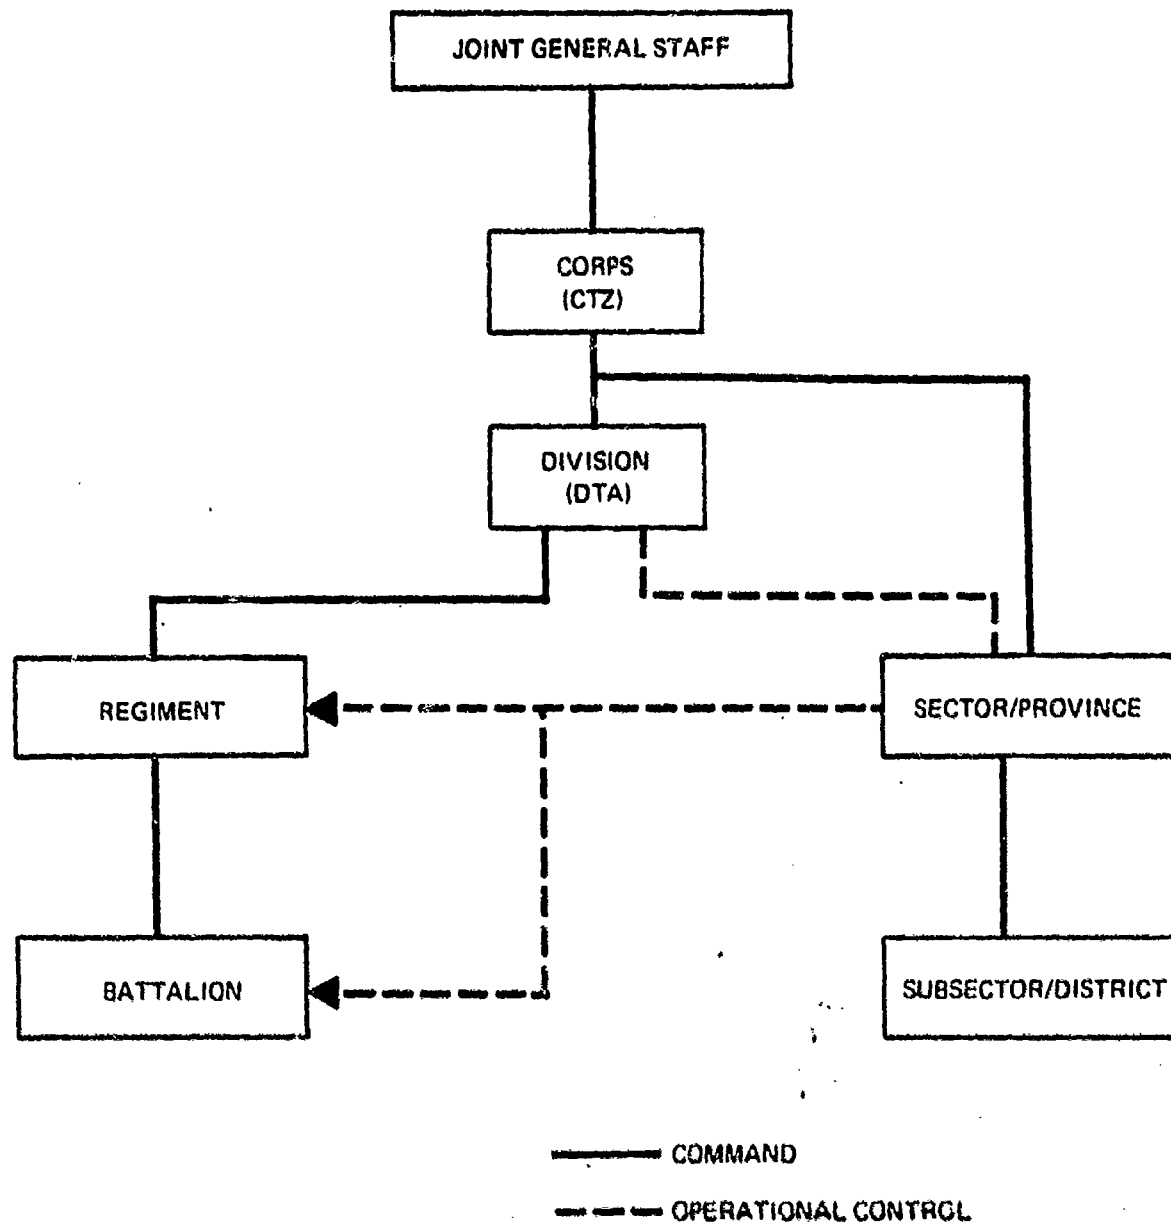 JOINT GENERAL STAFF
CORPS
(CTZ)
DIVISION
(DTA)
REGIMENT
SECTOR/PROVINCE
BATTALION
SUBSECTOR/DISTRICT
COMMAND
OPERATIONAL CONTROL